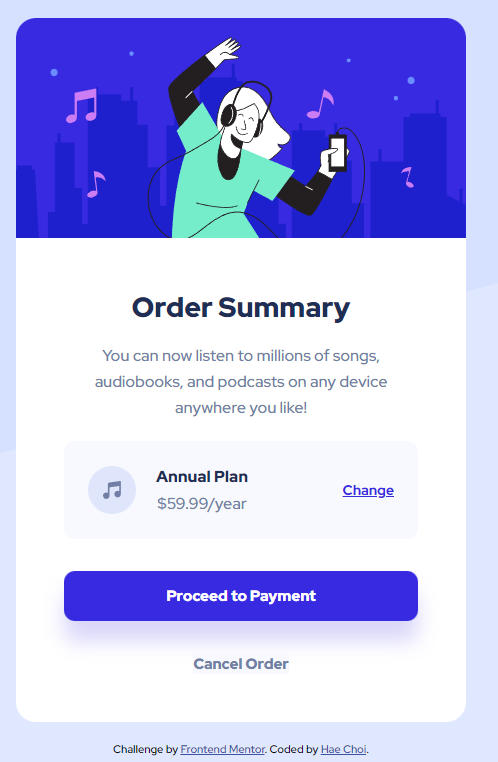 Order Summary
You can now listen to millions of songs,
audiobooks, and podcasts on any device
anywhere you like!
Annual Plan
$59.99/year
Change
Proceed to Payment
Cancel Order
Challenge by Frontend Mentor. Coded by Hae Choi.